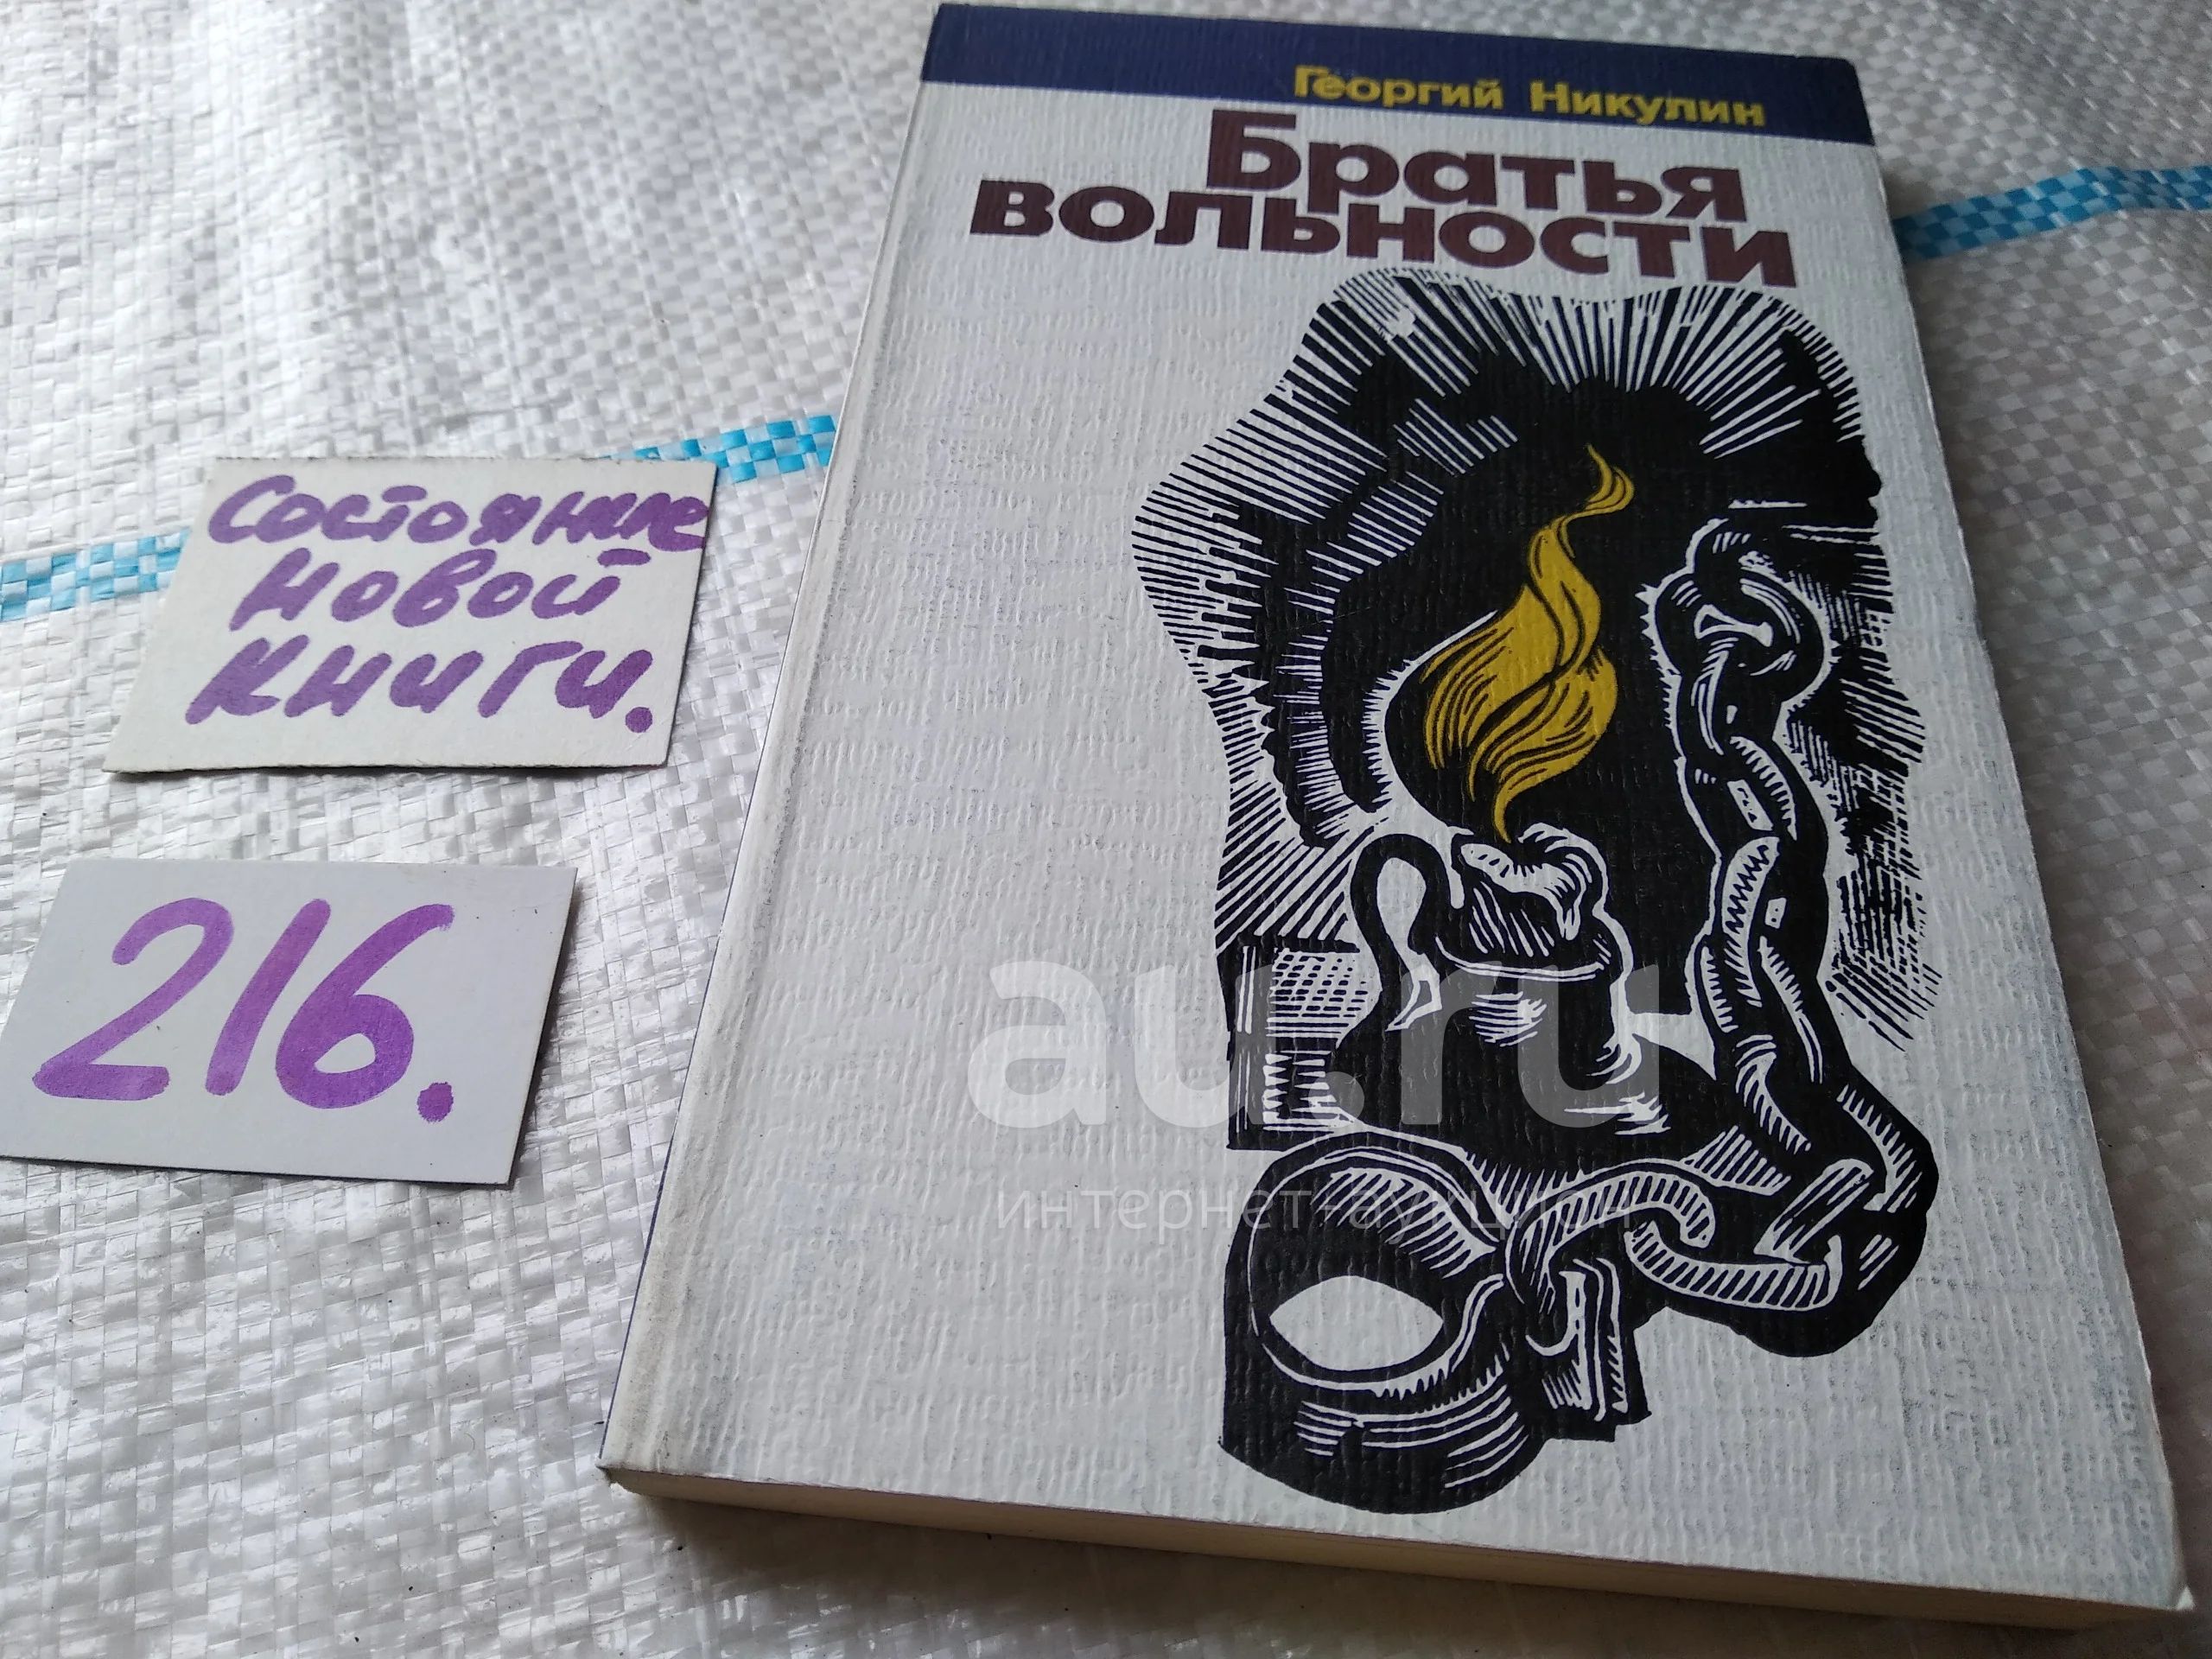 Георгий Никулин
Братья
вольности
Состояние
новой
книги.
216.
au.ru
интернет-аукцион